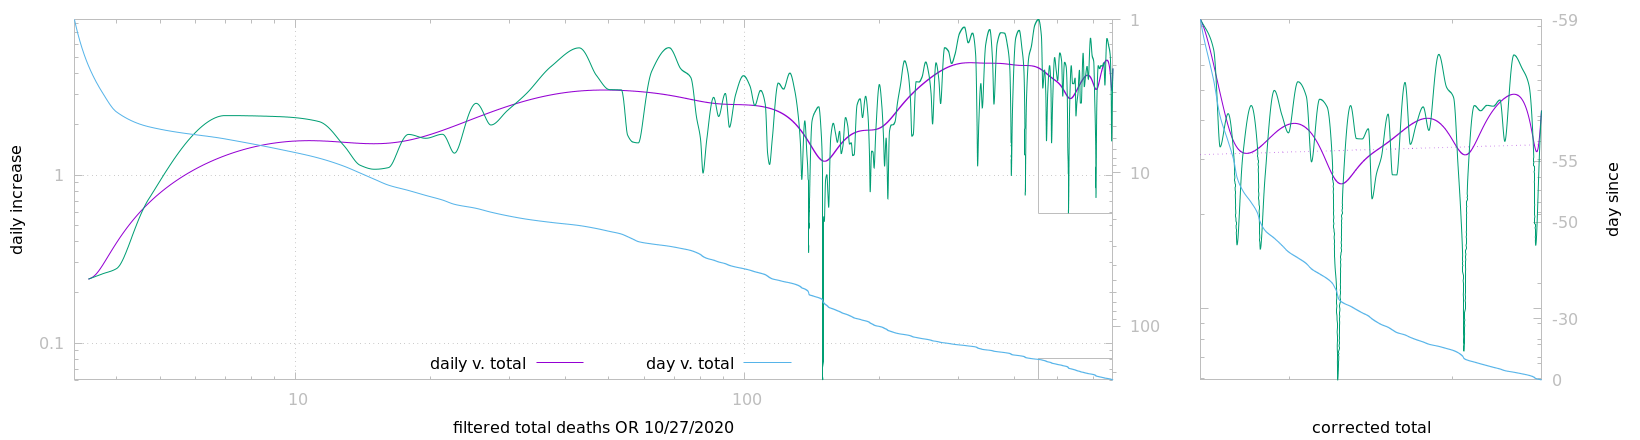 1
-59
daily increase
1
10
-55
day since
-50
100
-30
0.1
daily v. total
day v. total
0
10
100
filtered total deaths OR 10/27/2020
corrected total